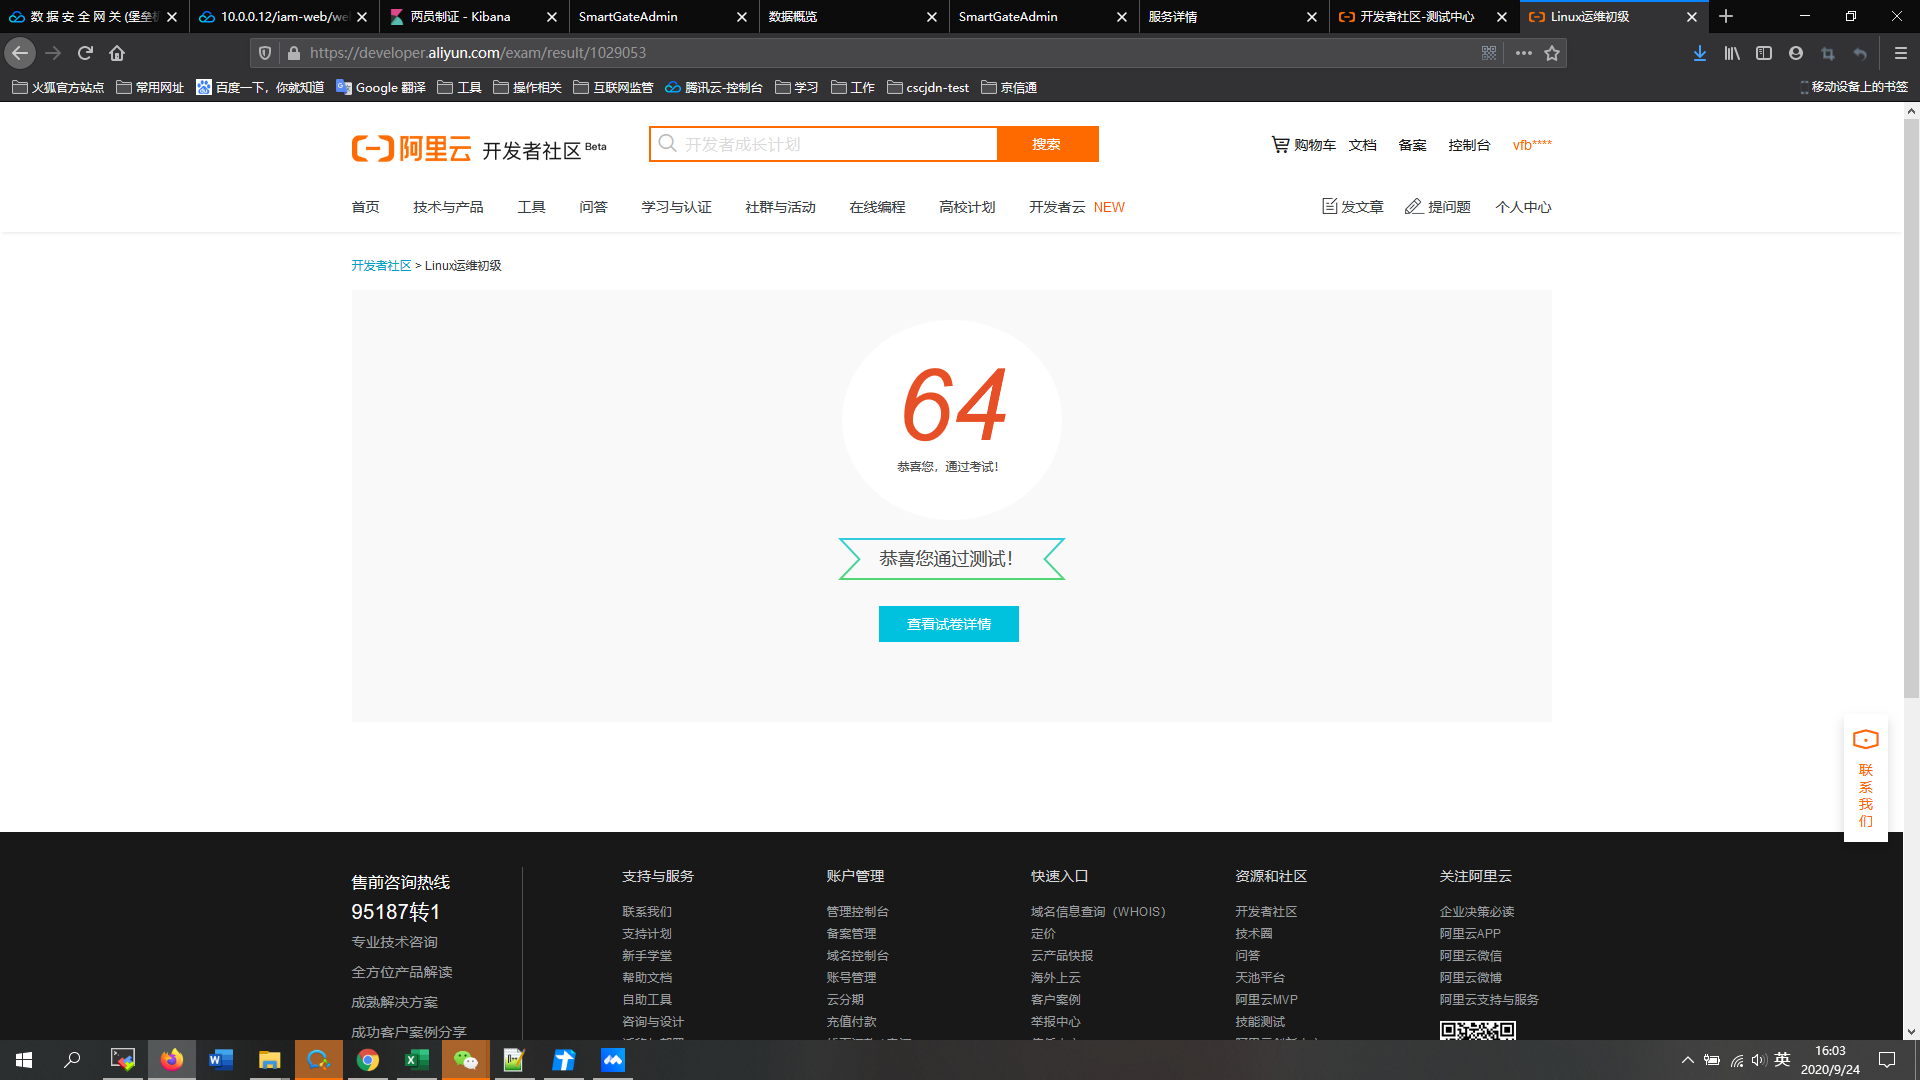 数 据 安 全 网 关 (堡垒
10.0.0.12/iam-web/we
两员制证 - Kibana
SmartGateAdmin
数据概览
SmartGateAdmin
服务详情
开发者社区-测试中心
Linux运维初级
https://developer.aliyun.com/exam/result/1029053
火狐官方站点
常用网址
百度一下，你就知道
Google 翻译
工具
操作相关
互联网监管
腾讯云-控制台
学习
工作
cscjdn-test
京信通
移动设备上的书签
阿里云 开发者社区 Beta
开发者成长计划
搜索
购物车 文档 备案 控制台 vfb****
首页 技术与产品 工具 问答 学习与认证 社群与活动 在线编程 高校计划 开发者云 NEW
发文章 提问题 个人中心
开发者社区 > Linux运维初级
64
恭喜您，通过考试！
恭喜您通过测试！
查看试卷详情
联系我们
售前咨询热线
95187转1
专业技术咨询
全方位产品解读
成熟解决方案
成功客户案例分享
支持与服务
联系我们
支持计划
新手学堂
帮助文档
自助工具
咨询与设计
账户管理
管理控制台
备案管理
域名控制台
账号管理
云分期
充值付款
快速入口
域名信息查询（WHOIS）
定价
云产品快报
海外上云
客户案例
举报中心
资源和社区
开发者社区
技术圈
问答
天池平台
阿里云MVP
技能测试
关注阿里云
企业决策必读
阿里云APP
阿里云微信
阿里云微博
阿里云支持与服务
英
16:03
2020/9/24